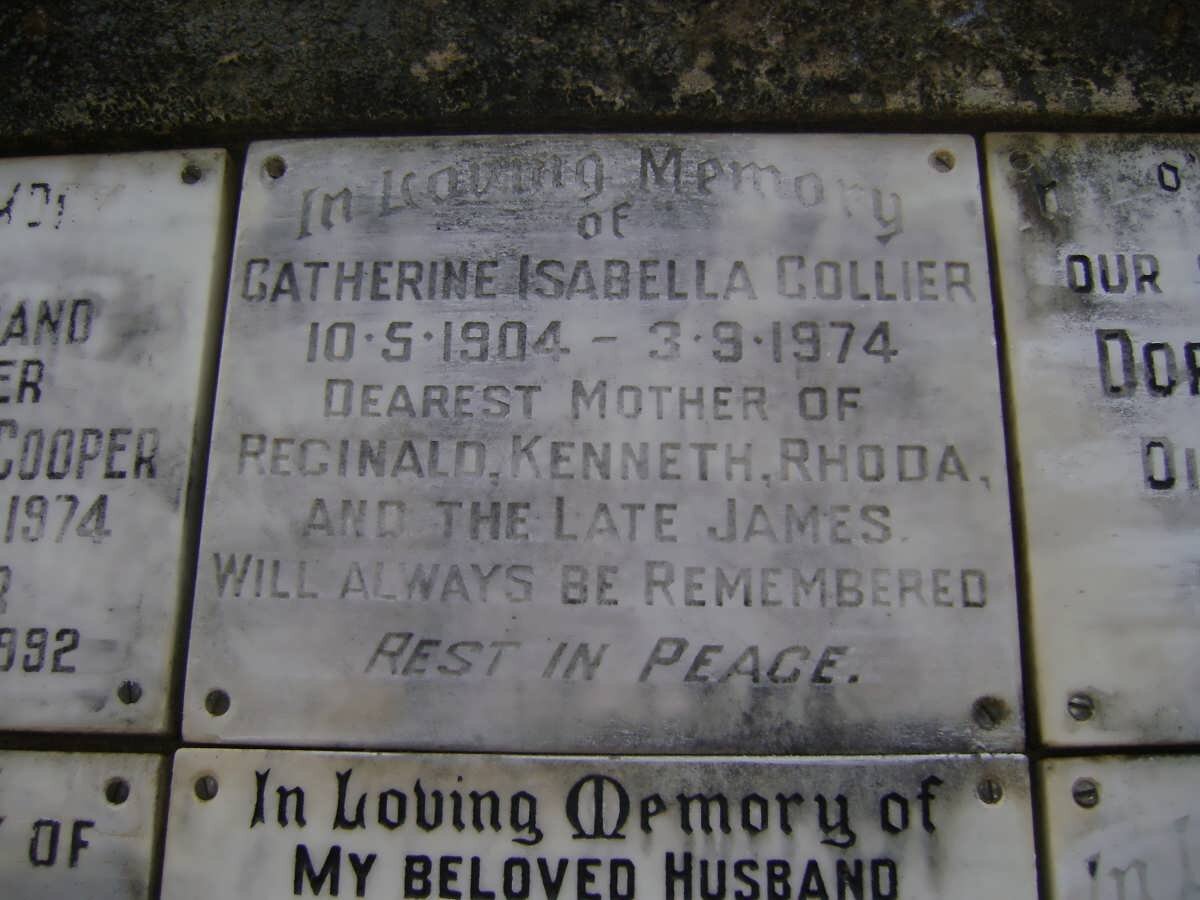 In Loving Memory
of
CATHERINE ISABELLA COLLIER
10·5·1904 – 3·9·1974
DEAREST MOTHER OF
REGINALD, KENNETH, RHODA,
AND THE LATE JAMES.
WILL ALWAYS BE REMEMBERED
REST IN PEACE.
COOPER
1974
992
OF
OUR
In Loving Memory of
MY BELOVED HUSBAND
In